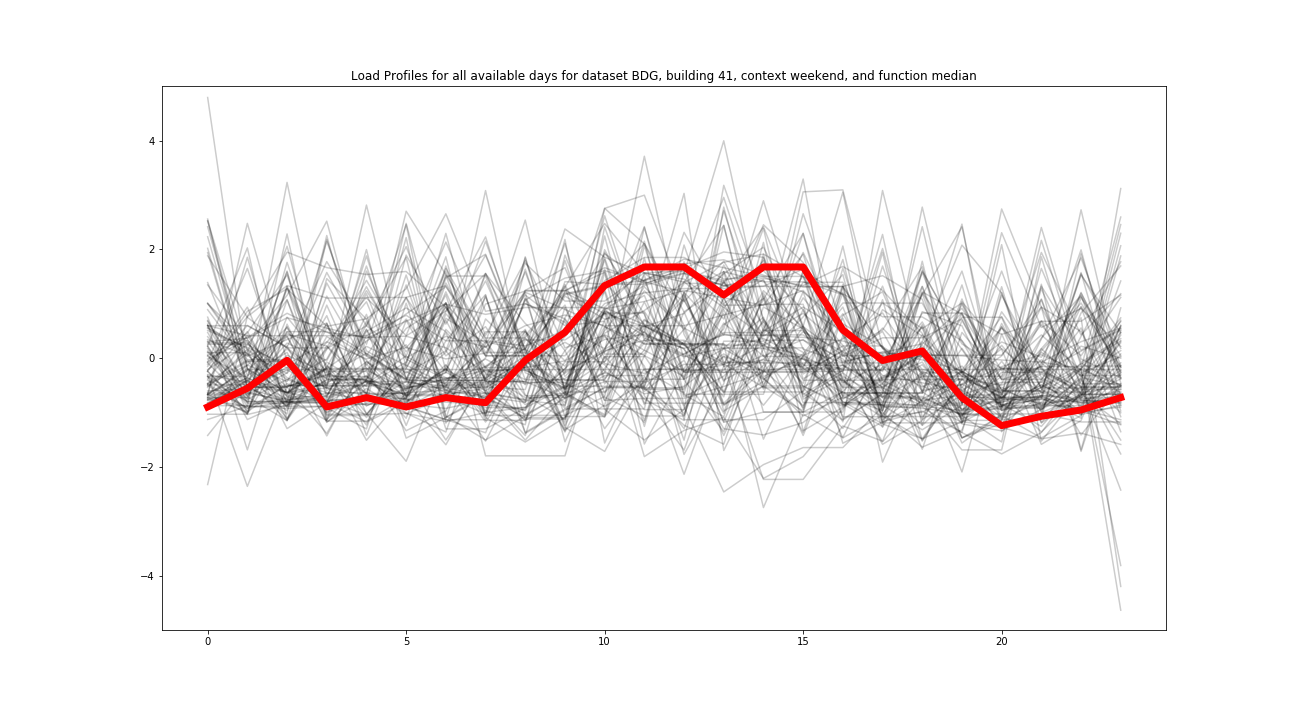 Load Profiles for all available days for dataset BDG, building 41, context weekend, and function median
4
2
0
−2
−4
0 5 10 15 20